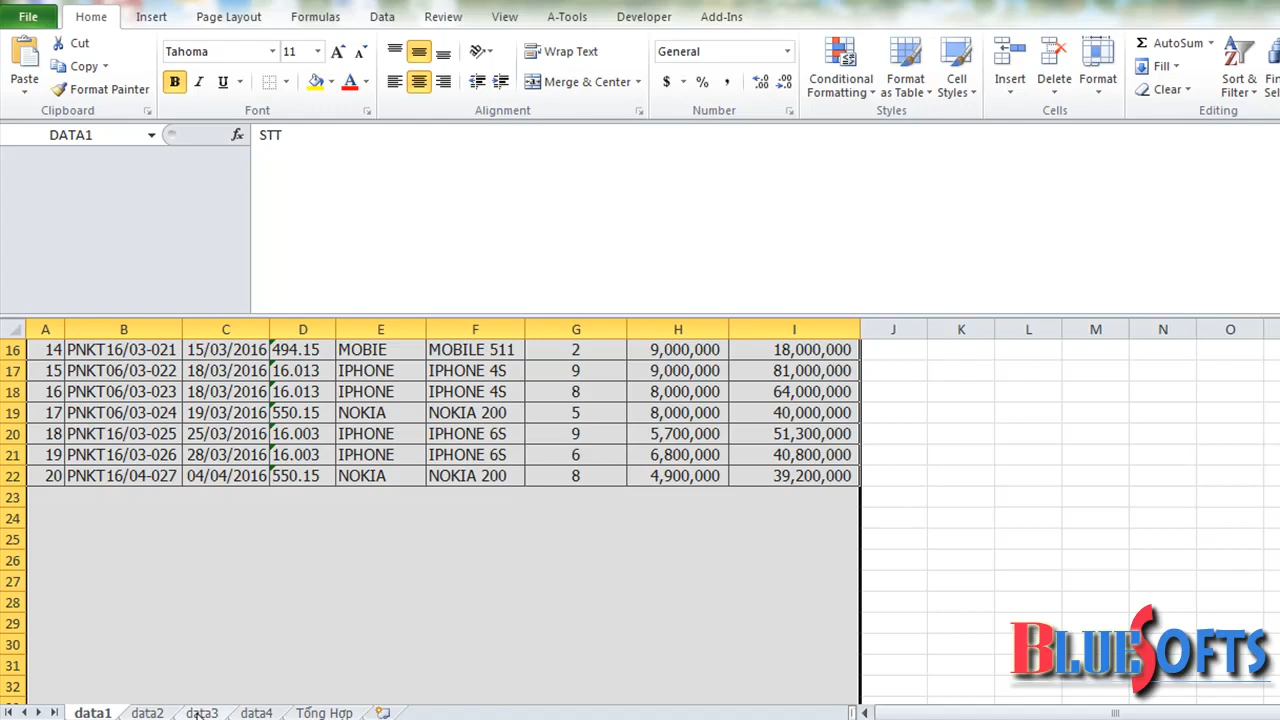 File Home Insert Page Layout Formulas Data Review View A-Tools Developer Add-Ins
Cut
Copy
Format Painter
Paste
Clipboard
Tahoma 11
B I U A
Font
Wrap Text
Merge & Center
Alignment
General
$ % ,
Number
Conditional Formatting
Format as Table
Cell Styles
Styles
Insert Delete Format
Cells
Σ AutoSum
Fill
Clear
Sort & Filter
Editing
DATA1 fx STT
A B C D E F G H I J K L M N O
16 14 PNKT16/03-021 15/03/2016 494.15 MOBIE MOBILE 511 2 9,000,000 18,000,000
17 15 PNKT06/03-022 18/03/2016 16.013 IPHONE IPHONE 4S 9 9,000,000 81,000,000
18 16 PNKT06/03-023 18/03/2016 16.013 IPHONE IPHONE 4S 8 8,000,000 64,000,000
19 17 PNKT06/03-024 19/03/2016 550.15 NOKIA NOKIA 200 5 8,000,000 40,000,000
20 18 PNKT16/03-025 25/03/2016 16.003 IPHONE IPHONE 6S 9 5,700,000 51,300,000
21 19 PNKT16/03-026 28/03/2016 16.003 IPHONE IPHONE 6S 6 6,800,000 40,800,000
22 20 PNKT16/04-027 04/04/2016 550.15 NOKIA NOKIA 200 8 4,900,000 39,200,000
23
24
25
26
27
28
29
30
31
32
BLUESOFTS
data1 data2 data3 data4 Tổng Hợp